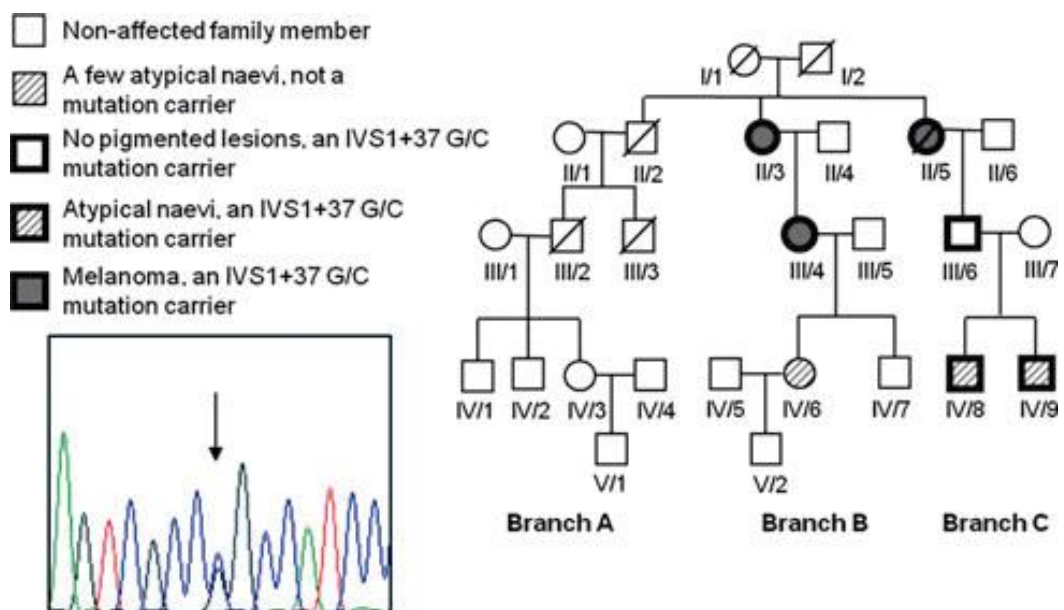 Non-affected family member
A few atypical naevi, not a
mutation carrier
No pigmented lesions, an IVS1+37 G/C
mutation carrier
Atypical naevi, an IVS1+37 G/C
mutation carrier
Melanoma, an IVS1+37 G/C
mutation carrier
I/1 I/2
II/1 II/2 II/3 II/4 II/5 II/6
III/1 III/2 III/3 III/4 III/5 III/6 III/7
IV/1 IV/2 IV/3 IV/4 IV/5 IV/6 IV/7 IV/8 IV/9
V/1 V/2
Branch A Branch B Branch C